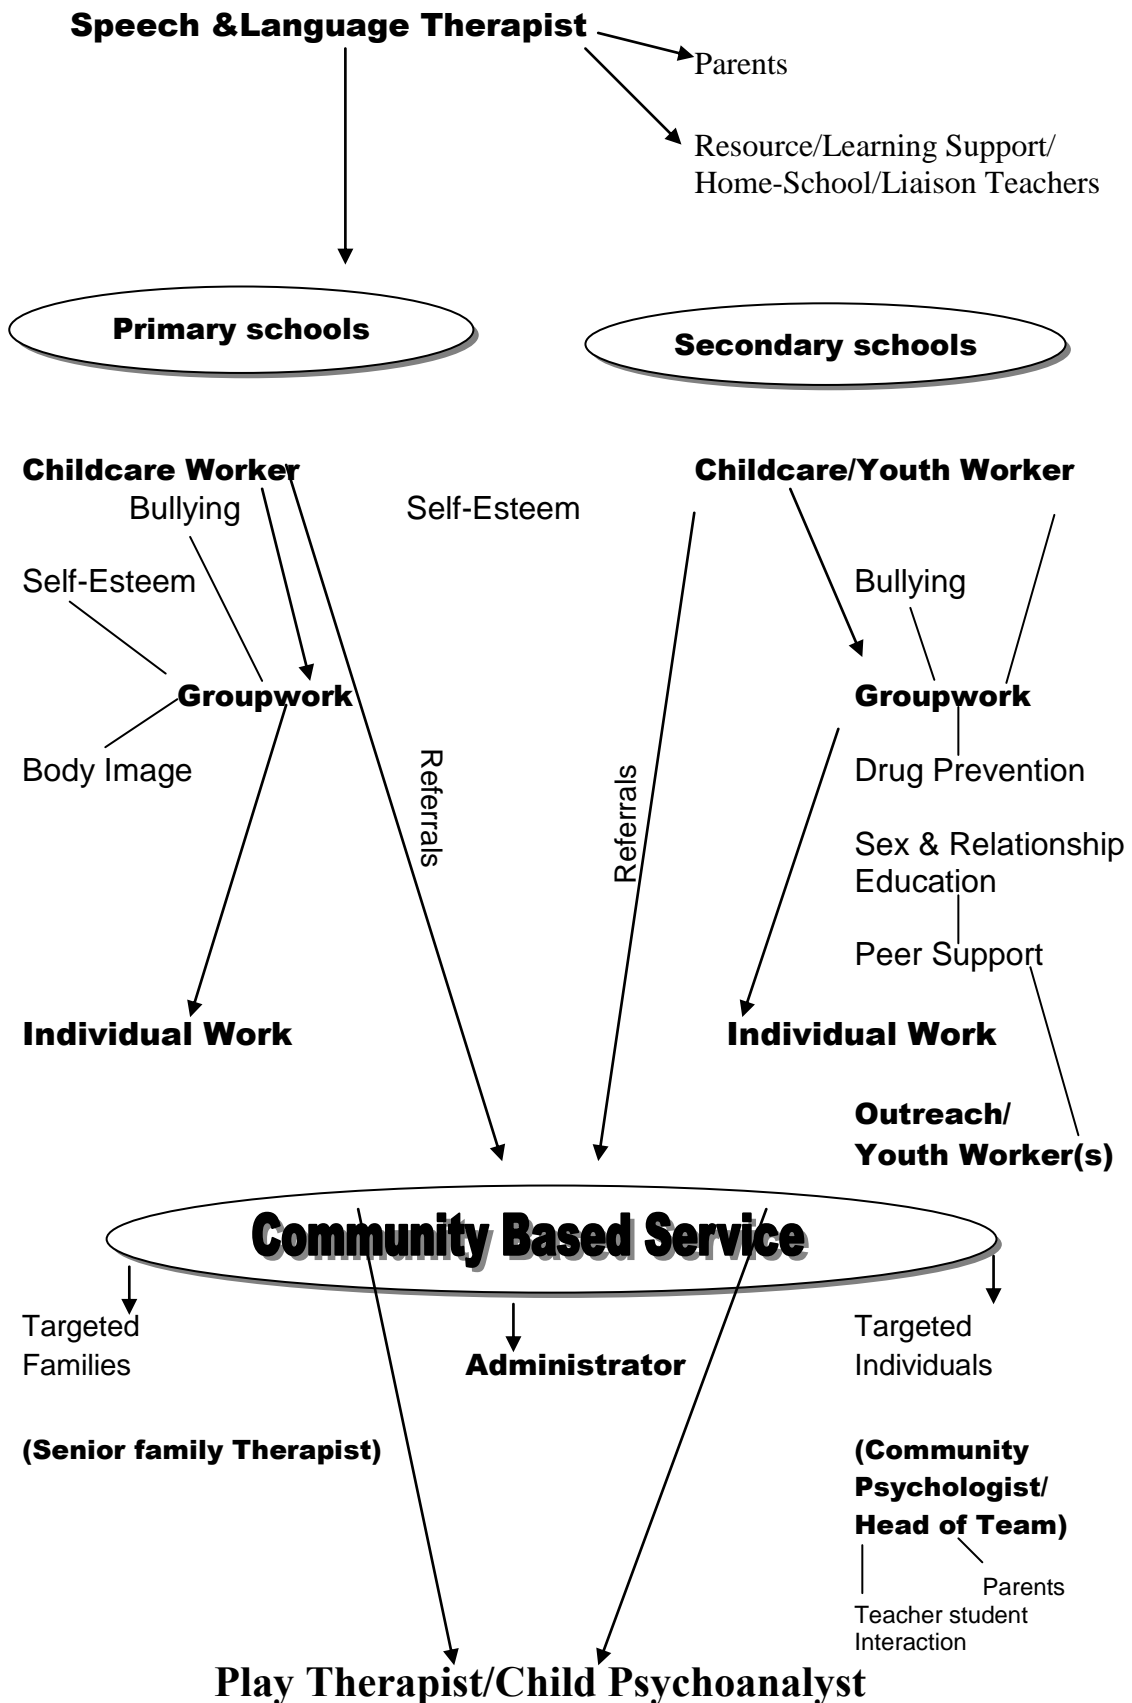 Speech &Language Therapist
Parents
Resource/Learning Support/
Home-School/Liaison Teachers
Primary schools
Secondary schools
Childcare Worker
Childcare/Youth Worker
Bullying
Self-Esteem
Self-Esteem
Bullying
Groupwork
Groupwork
Body Image
Referrals
Referrals
Drug Prevention
Sex & Relationship
Education
Peer Support
Individual Work
Individual Work
Outreach/
Youth Worker(s)
Community Based Service
Targeted
Families
Administrator
Targeted
Individuals
(Senior family Therapist)
(Community
Psychologist/
Head of Team)
Parents
Teacher student
Interaction
Play Therapist/Child Psychoanalyst